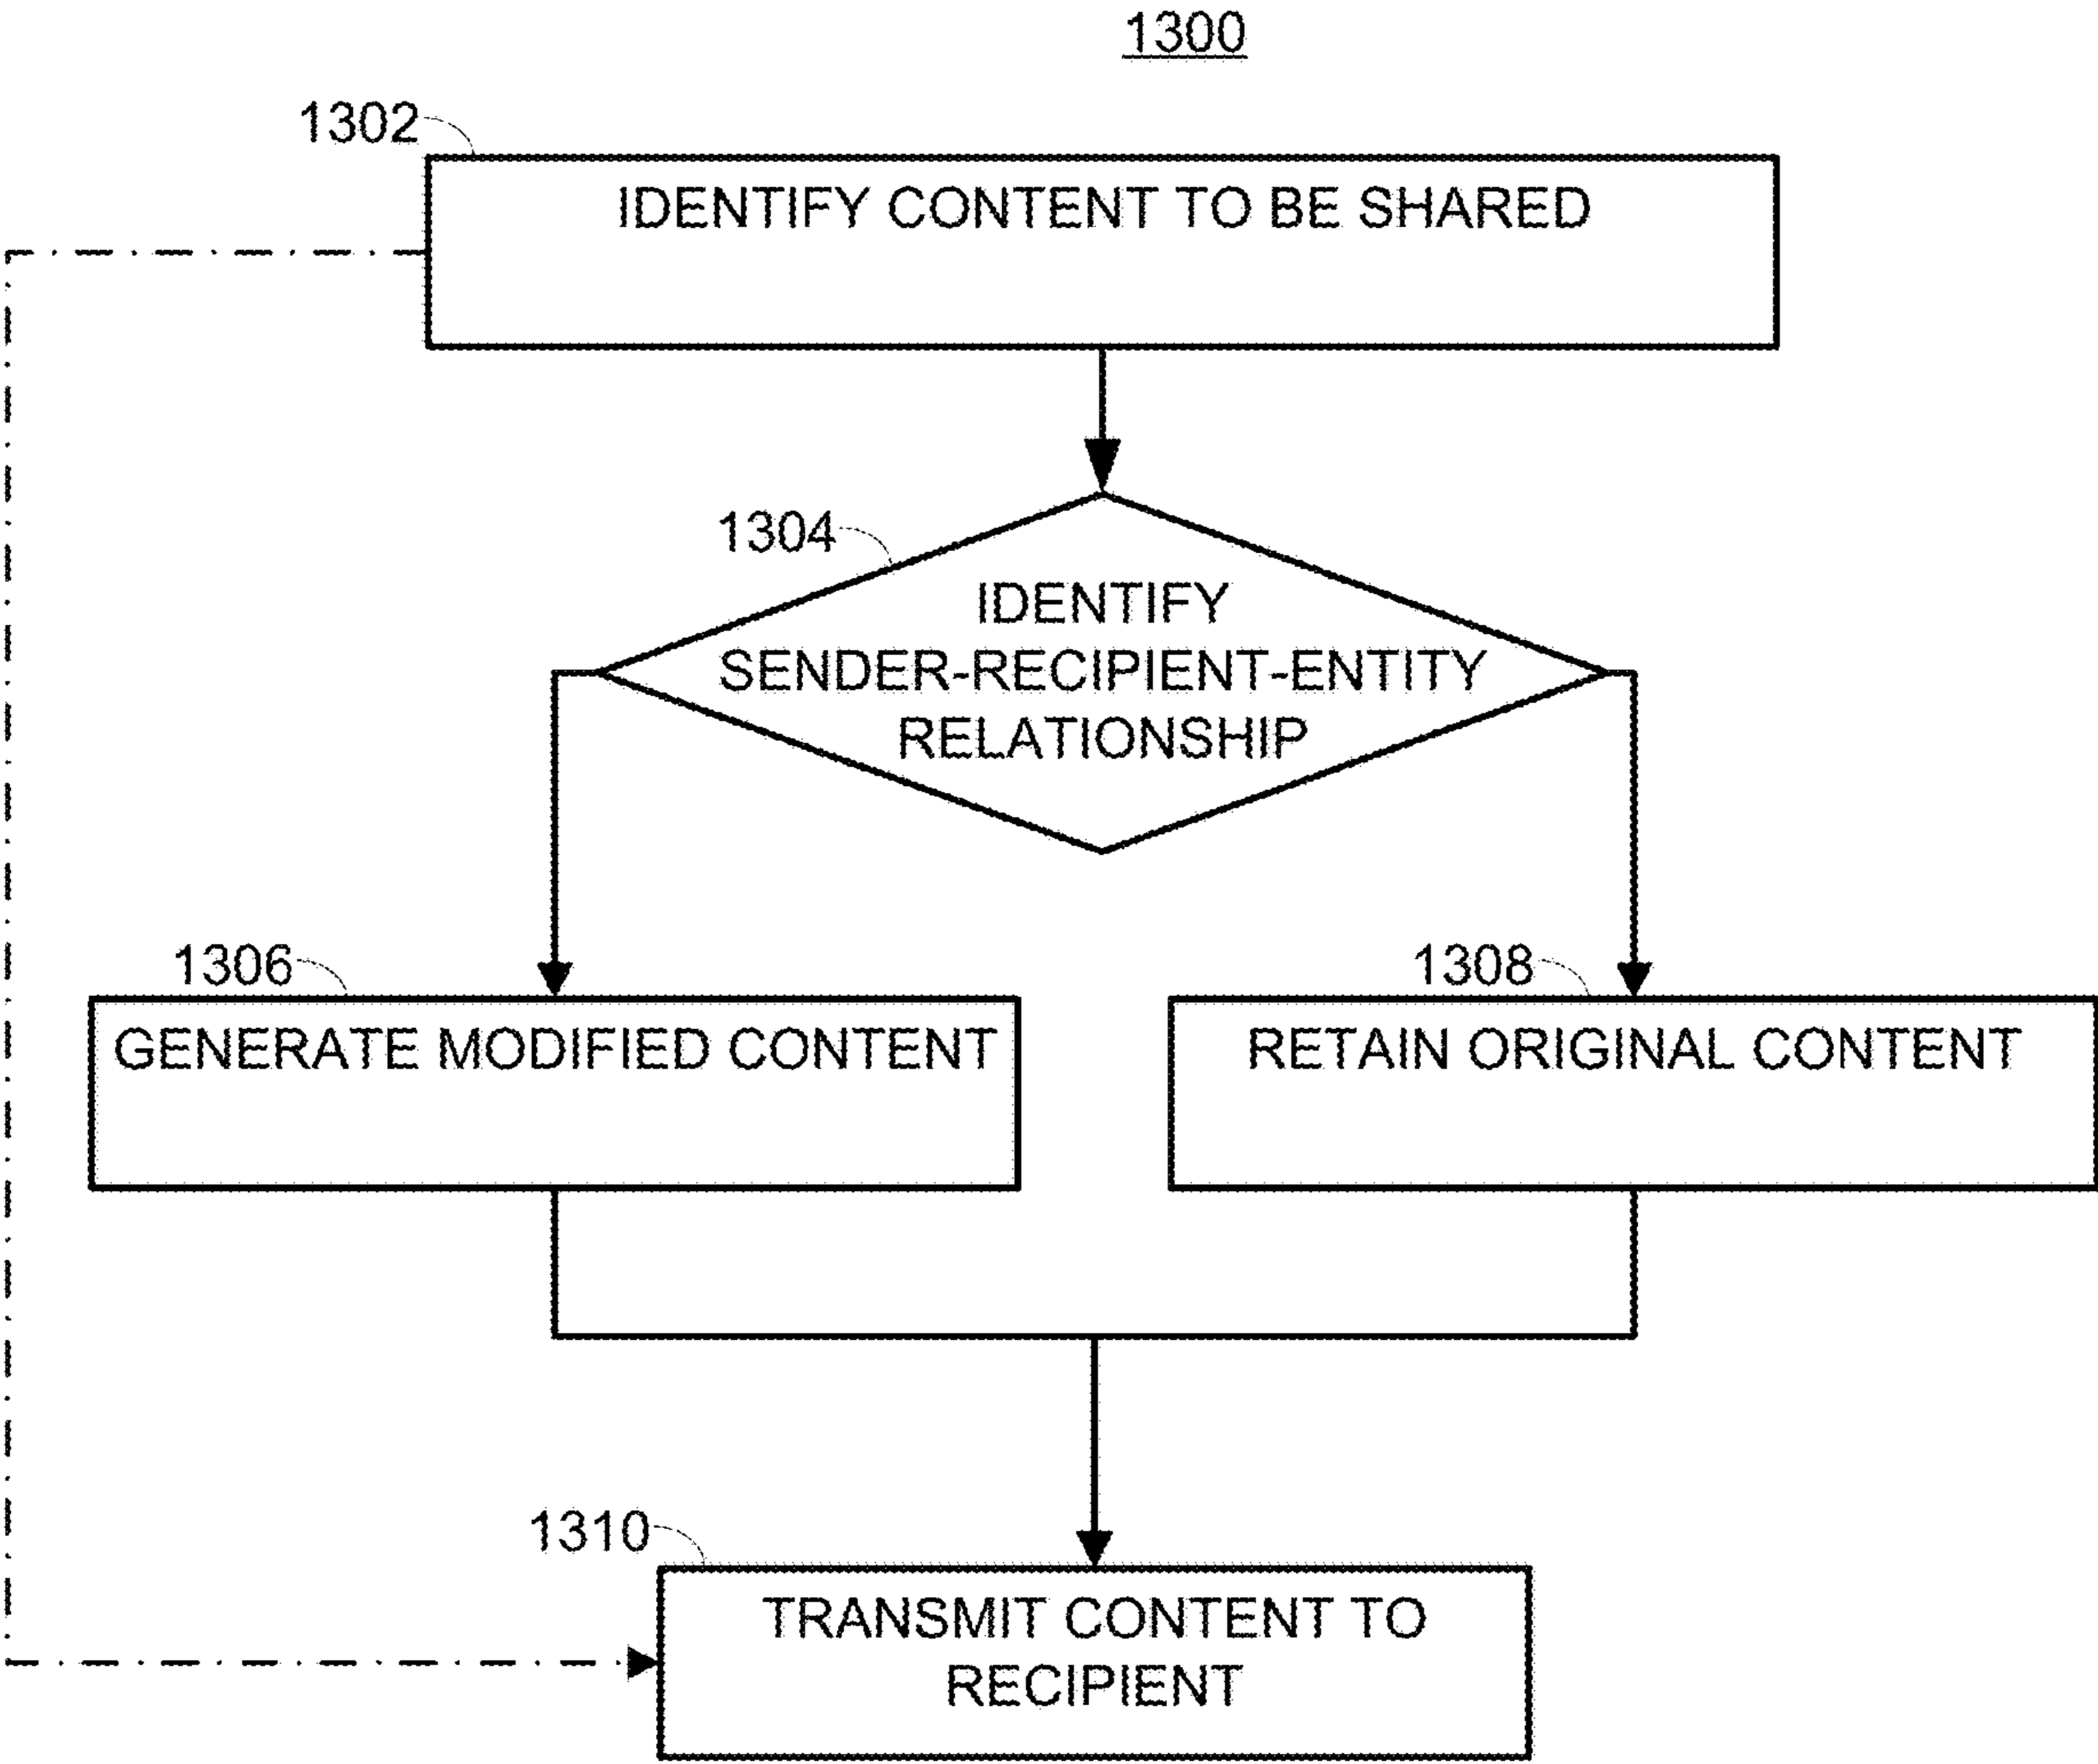 1300
1302
IDENTIFY CONTENT TO BE SHARED
1304
IDENTIFY
SENDER-RECIPIENT-ENTITY
RELATIONSHIP
1306
GENERATE MODIFIED CONTENT
1308
RETAIN ORIGINAL CONTENT
1310
TRANSMIT CONTENT TO
RECIPIENT